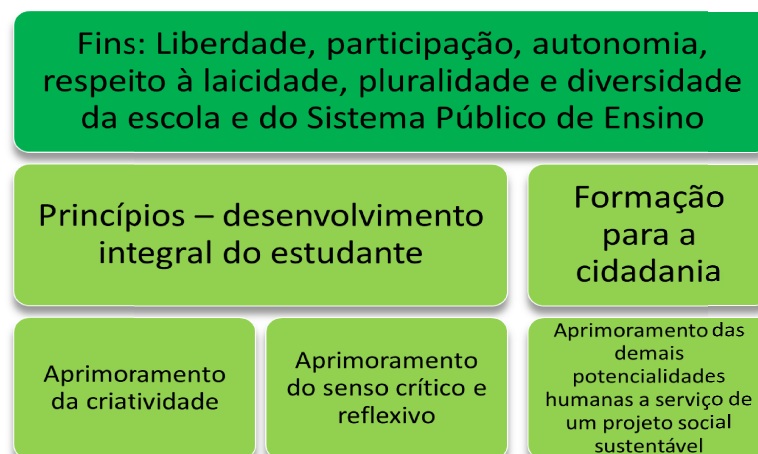 Fins: Liberdade, participação, autonomia,
respeito à laicidade, pluralidade e diversidade
da escola e do Sistema Público de Ensino
Princípios – desenvolvimento
integral do estudante
Formação
para a
cidadania
Aprimoramento
da criatividade
Aprimoramento
do senso crítico e
reflexivo
Aprimoramento das
demais
potencialidades
humanas a serviço de
um projeto social
sustentável